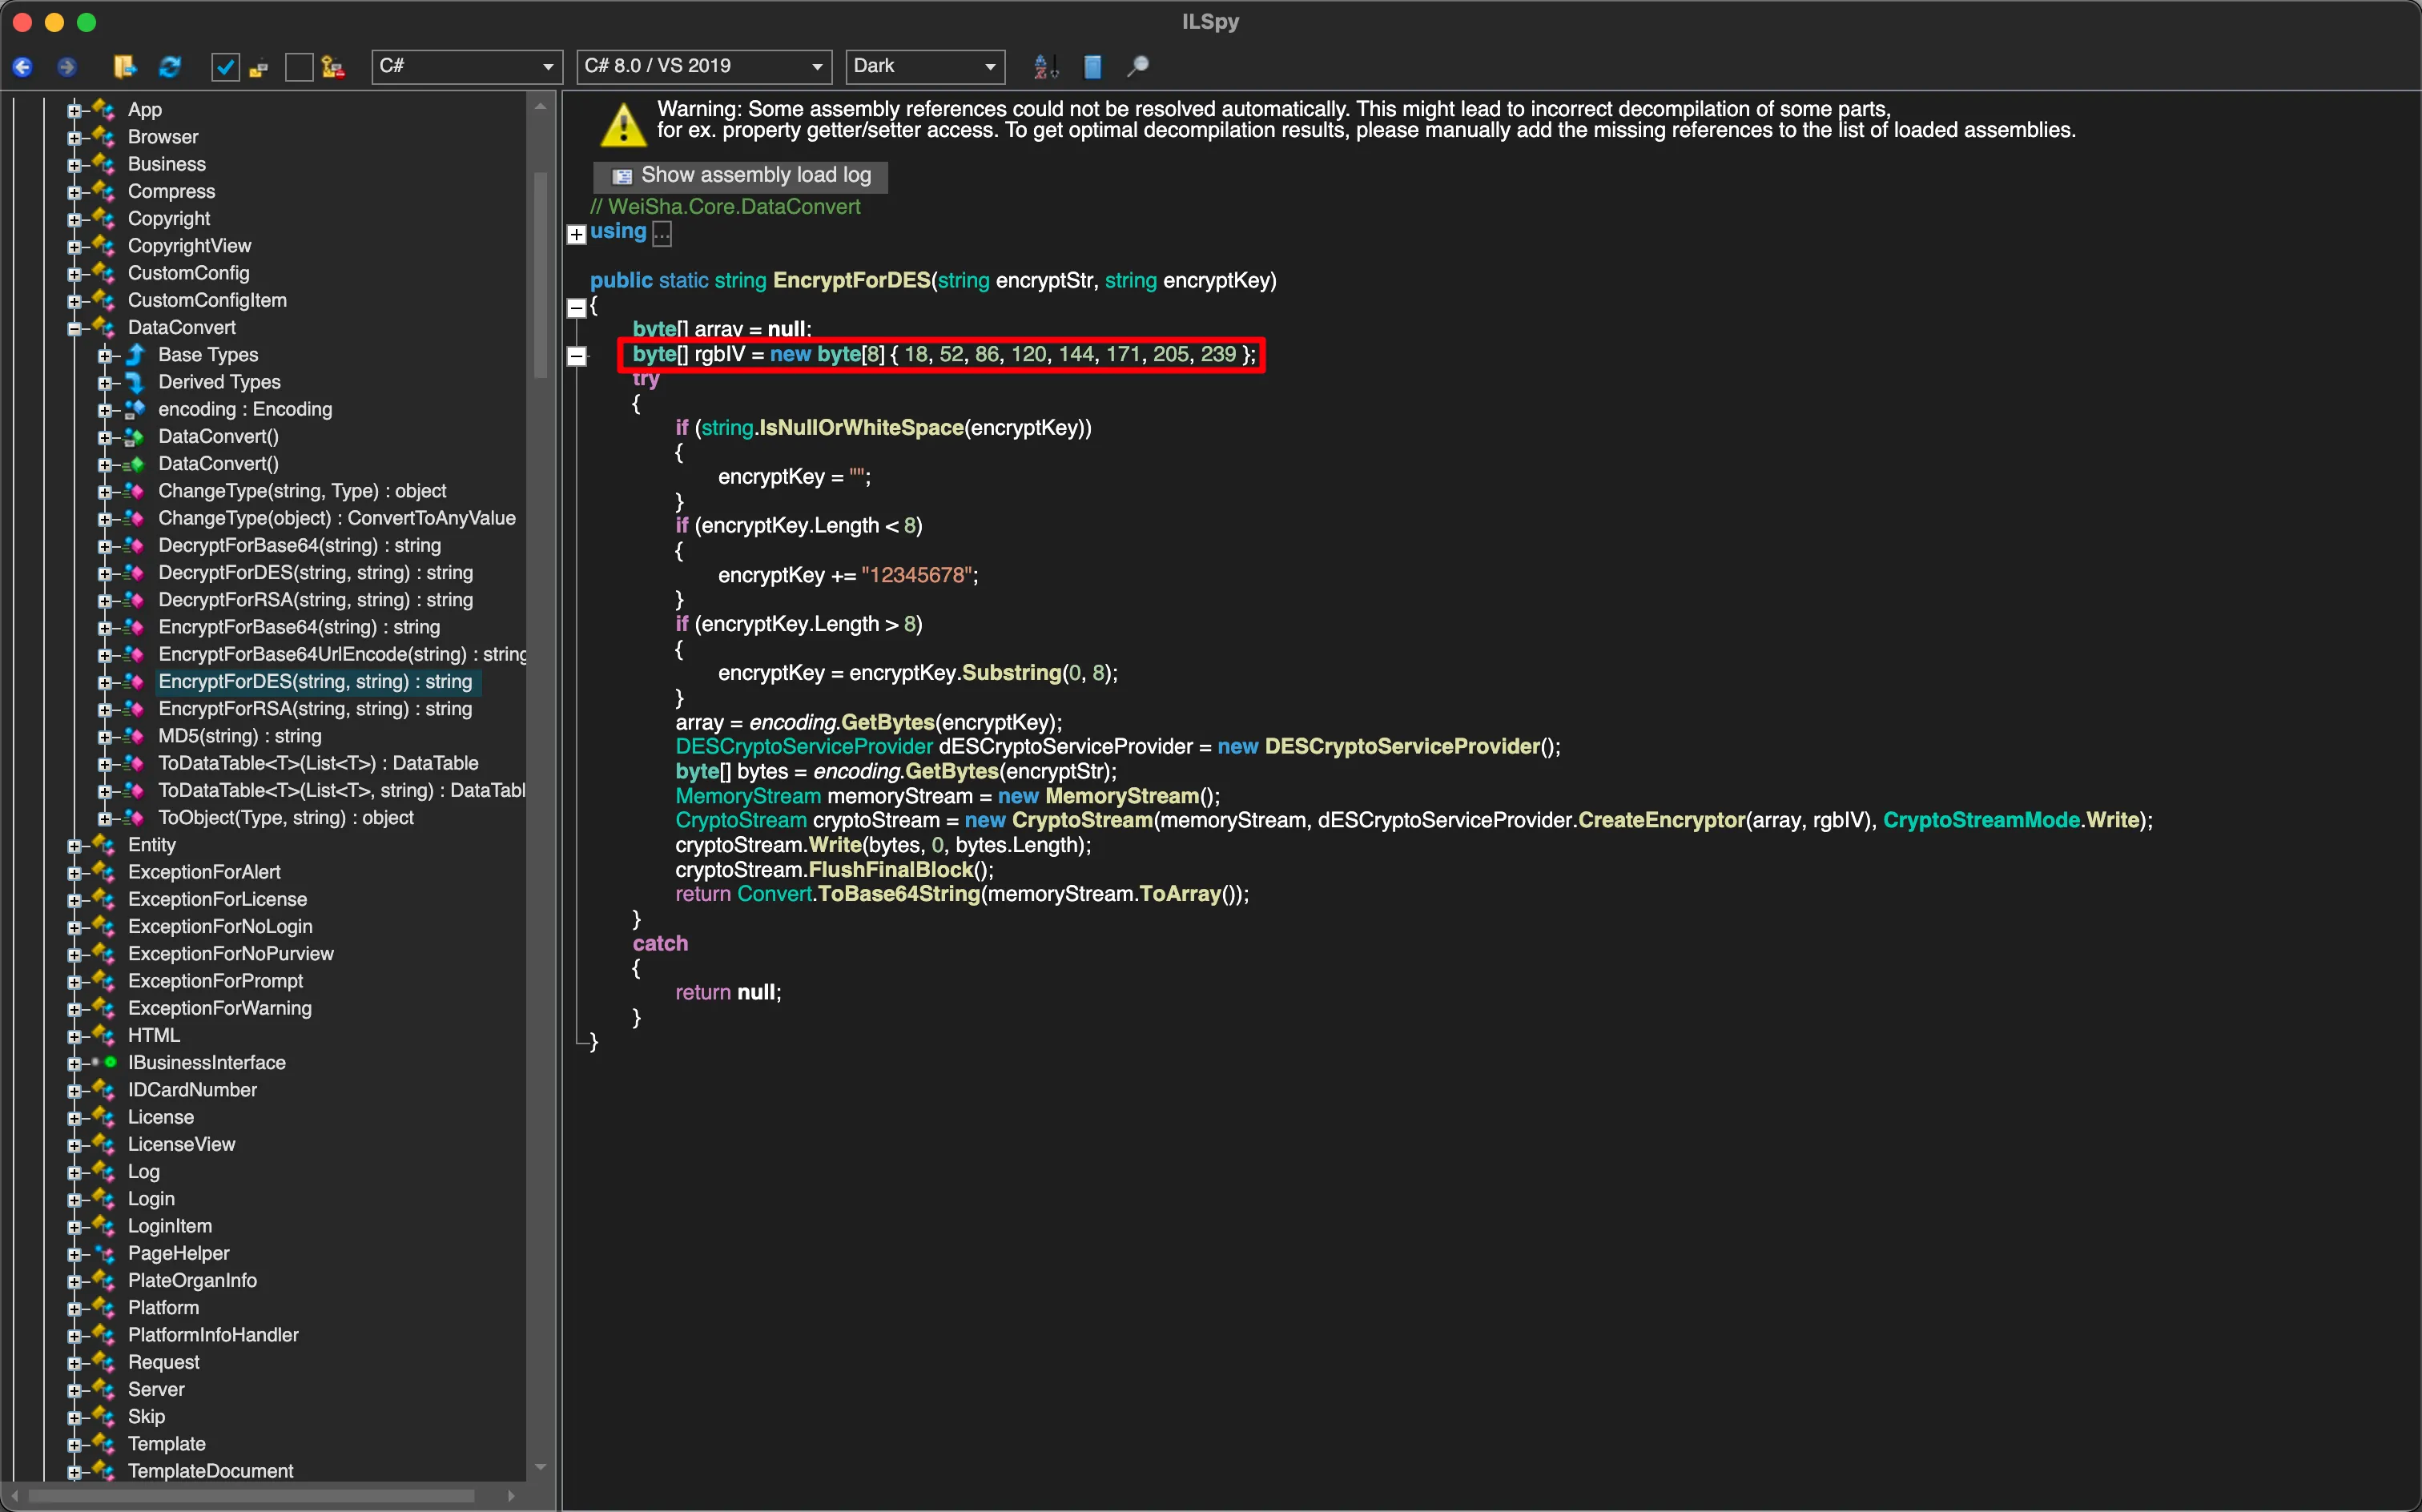 ILSpy
C#
C# 8.0 / VS 2019
Dark
App
Browser
Business
Compress
Copyright
CopyrightView
CustomConfig
CustomConfigItem
DataConvert
Base Types
Derived Types
encoding : Encoding
DataConvert()
DataConvert()
ChangeType(string, Type) : object
ChangeType(object) : ConvertToAnyValue
DecryptForBase64(string) : string
DecryptForDES(string, string) : string
DecryptForRSA(string, string) : string
EncryptForBase64(string) : string
EncryptForBase64UrlEncode(string) : string
EncryptForDES(string, string) : string
EncryptForRSA(string, string) : string
MD5(string) : string
ToDataTable<T>(List<T>) : DataTable
ToDataTable<T>(List<T>, string) : DataTabl
ToObject(Type, string) : object
Entity
ExceptionForAlert
ExceptionForLicense
ExceptionForNoLogin
ExceptionForNoPurview
ExceptionForPrompt
ExceptionForWarning
HTML
IBusinessInterface
IDCardNumber
License
LicenseView
Log
Login
LoginItem
PageHelper
PlateOrganInfo
Platform
PlatformInfoHandler
Request
Server
Skip
Template
TemplateDocument
Warning: Some assembly references could not be resolved automatically. This might lead to incorrect decompilation of some parts,
for ex. property getter/setter access. To get optimal decompilation results, please manually add the missing references to the list of loaded assemblies.
Show assembly load log
// WeiSha.Core.DataConvert
using ...
public static string EncryptForDES(string encryptStr, string encryptKey)
{
byte[] array = null;
byte[] rgbIV = new byte[8] { 18, 52, 86, 120, 144, 171, 205, 239 };
try
{
if (string.IsNullOrWhiteSpace(encryptKey))
{
encryptKey = "";
}
if (encryptKey.Length < 8)
{
encryptKey += "12345678";
}
if (encryptKey.Length > 8)
{
encryptKey = encryptKey.Substring(0, 8);
}
array = encoding.GetBytes(encryptKey);
DESCryptoServiceProvider dESCryptoServiceProvider = new DESCryptoServiceProvider();
byte[] bytes = encoding.GetBytes(encryptStr);
MemoryStream memoryStream = new MemoryStream();
CryptoStream cryptoStream = new CryptoStream(memoryStream, dESCryptoServiceProvider.CreateEncryptor(array, rgbIV), CryptoStreamMode.Write);
cryptoStream.Write(bytes, 0, bytes.Length);
cryptoStream.FlushFinalBlock();
return Convert.ToBase64String(memoryStream.ToArray());
}
catch
{
return null;
}
}